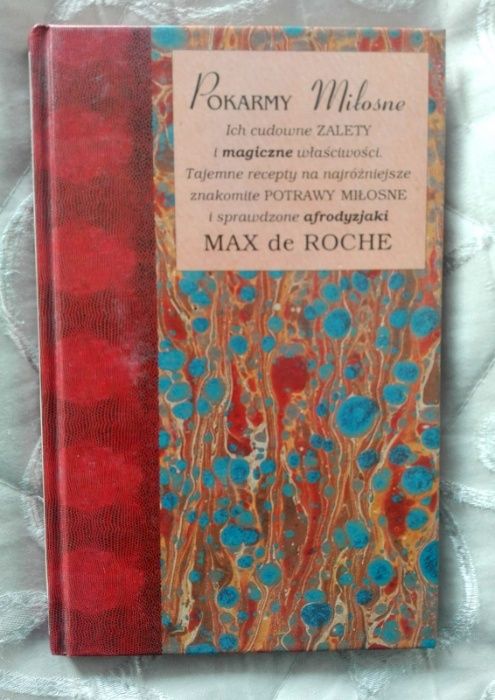 POKARMY Miłosne
Ich cudowne ZALETY
i magiczne właściwości.
Tajemne recepty na najróżniejsze
znakomite POTRAWY MIŁOSNE
i sprawdzone afrodyzjaki
MAX de ROCHE